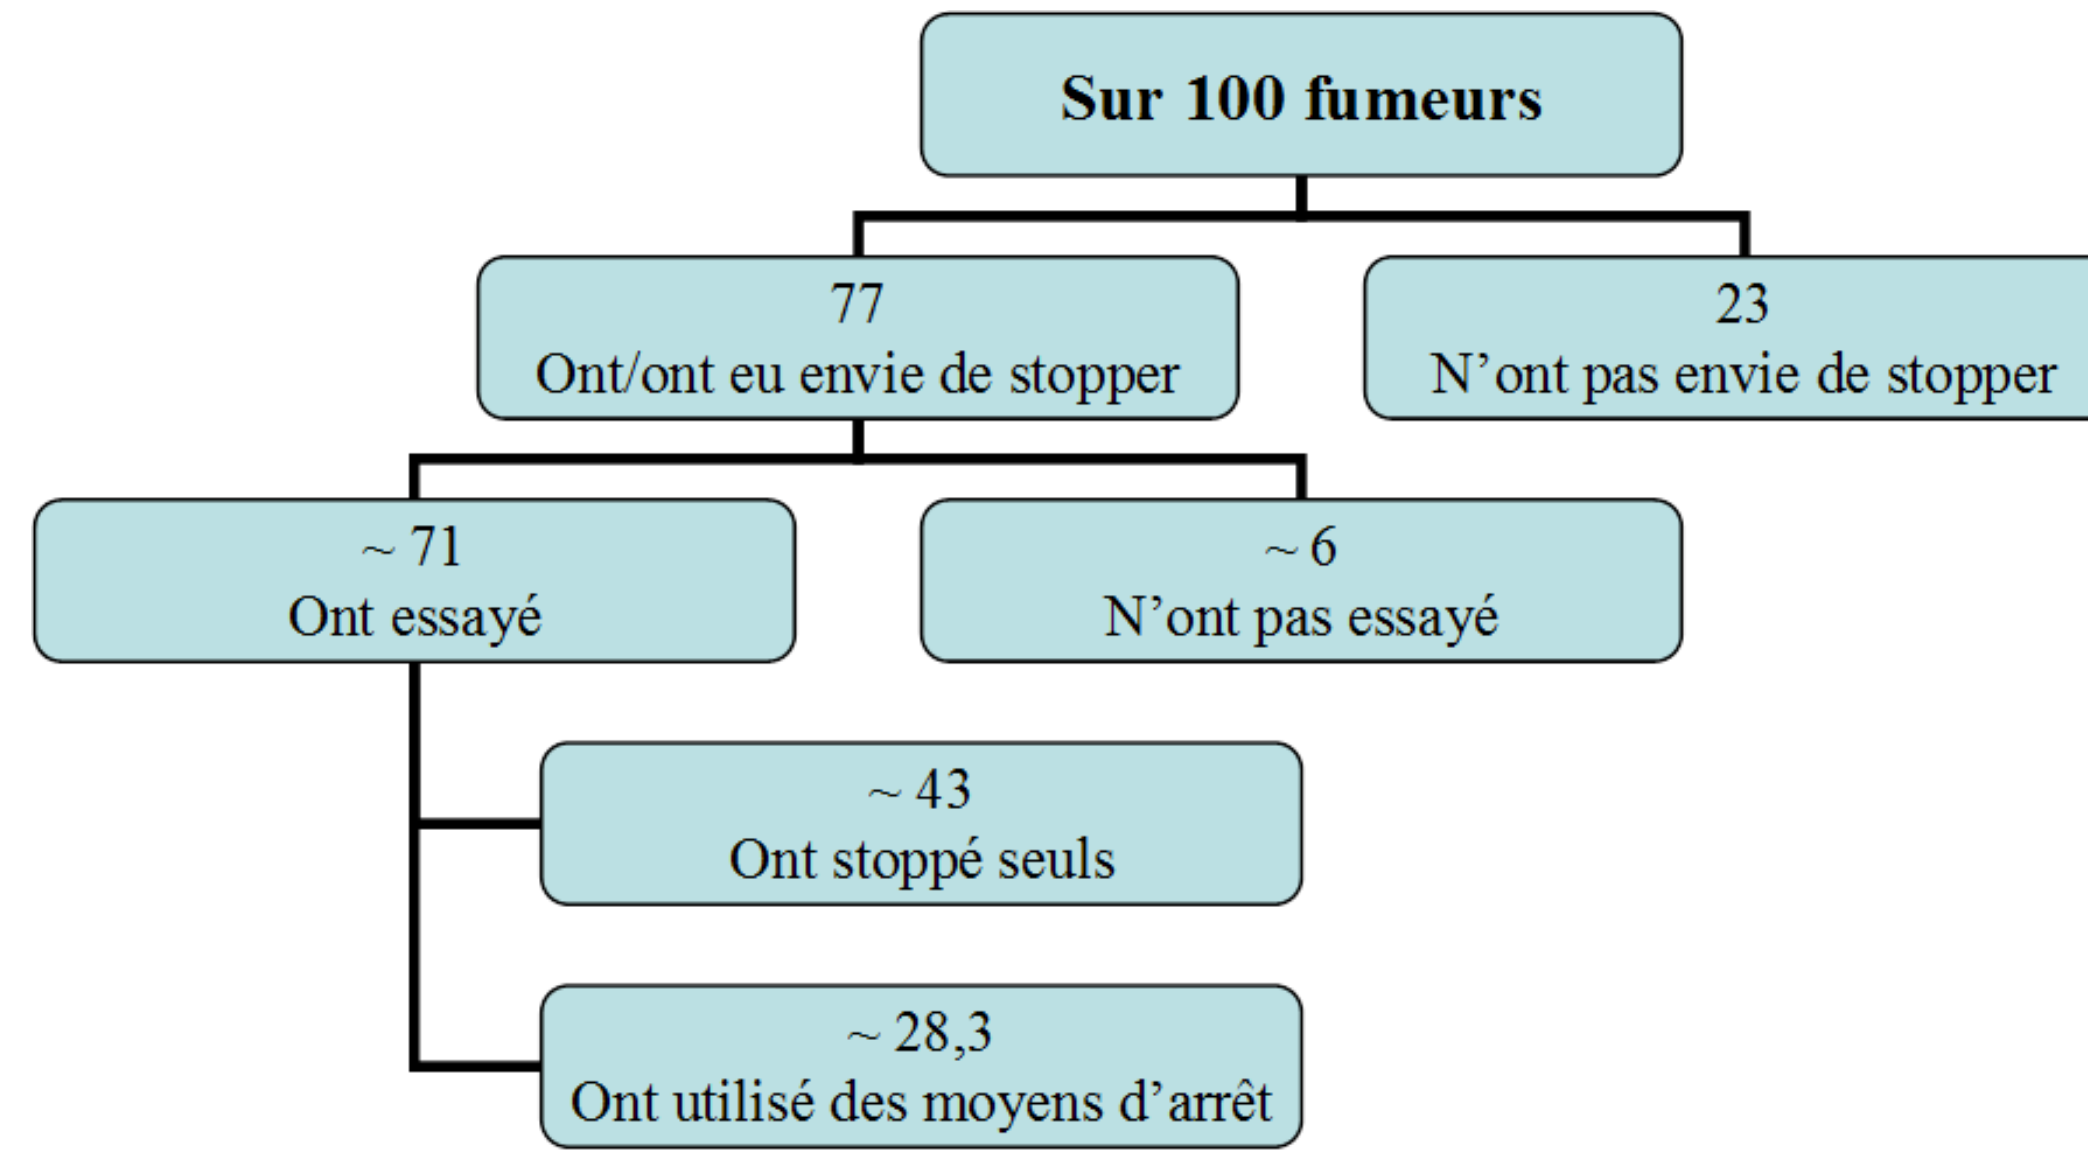 Sur 100 fumeurs
77
Ont/ont eu envie de stopper
23
N’ont pas envie de stopper
~ 71
Ont essayé
~ 6
N’ont pas essayé
~ 43
Ont stoppé seuls
~ 28,3
Ont utilisé des moyens d’arrêt